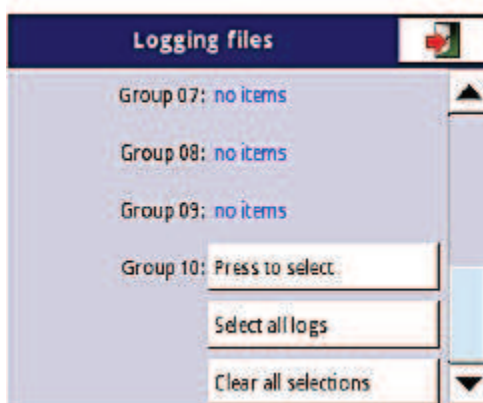 Logging files
Group 07: no items
Group 08: no items
Group 09: no items
Group 10: Press to select
Select all logs
Clear all selections